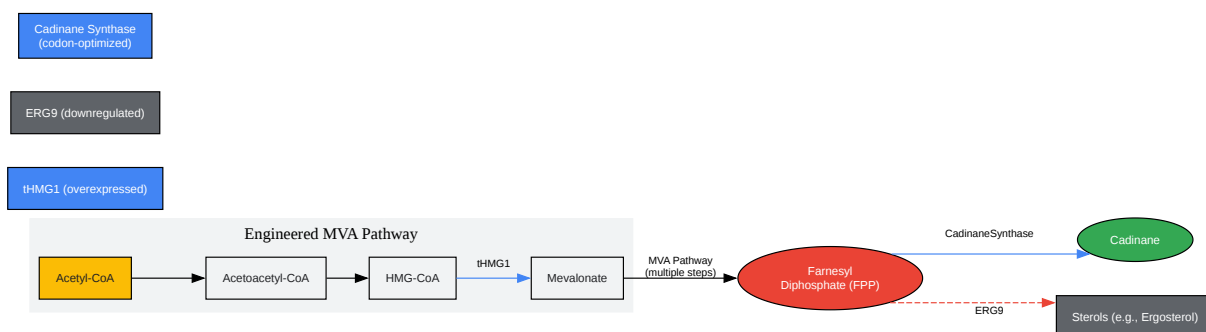 Cadinane Synthase
(codon-optimized)
ERG9 (downregulated)
tHMG1 (overexpressed)
Engineered MVA Pathway
Acetyl-CoA
Acetoacetyl-CoA
HMG-CoA
tHMG1
Mevalonate
MVA Pathway
(multiple steps)
Farnesyl
Diphosphate (FPP)
CadinaneSynthase
Cadinane
ERG9
Sterols (e.g., Ergosterol)